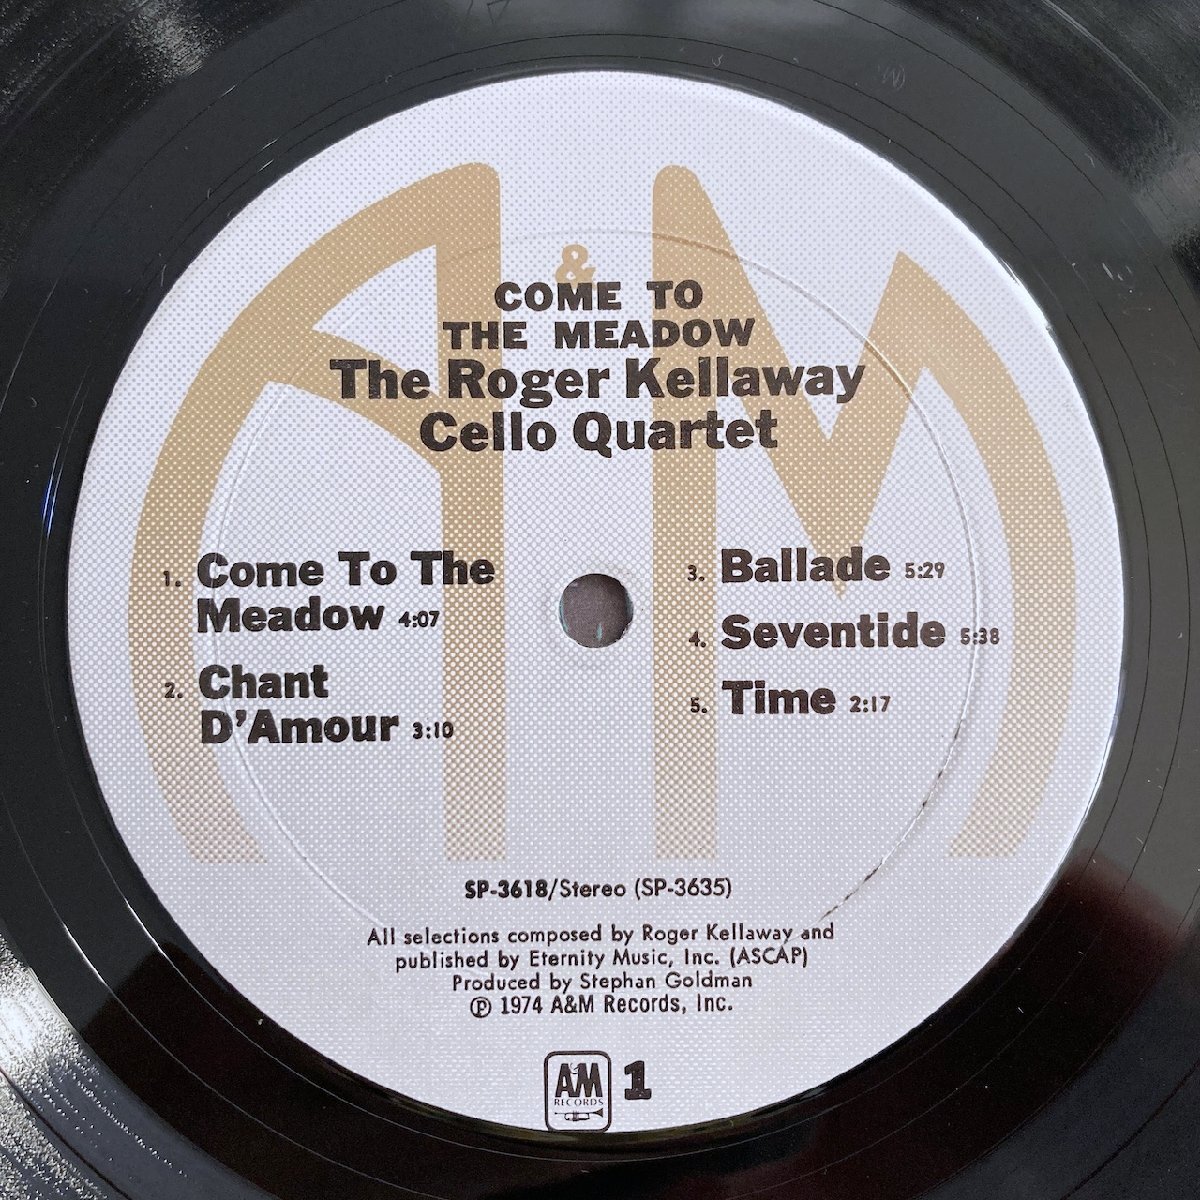 &
COME TO
THE MEADOW
The Roger Kellaway
Cello Quartet
1. Come To The
Meadow 4:07
2. Chant
D'Amour 3:10
3. Ballade 5:29
4. Seventide 5:38
5. Time 2:17
SP-3618/Stereo (SP-3635)
All selections composed by Roger Kellaway and
published by Eternity Music, Inc. (ASCAP)
Produced by Stephan Goldman
℗ 1974 A&M Records, Inc.
A&M
RECORDS
1